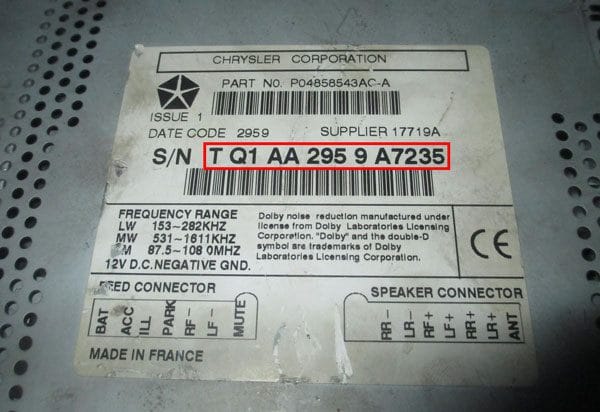 CHRYSLER CORPORATION
PART NO. P04858543AC-A
ISSUE 1
DATE CODE 2959 SUPPLIER 17719A
S/N T Q1 AA 295 9 A7235
FREQUENCY RANGE
LW 153~282KHZ
MW 531~1611KHZ
M 87.5~108 0MHZ
12V D.C.NEGATIVE GND.
Dolby noise reduction manufactured under
license from Dolby Laboratories Licensing
Corporation. "Dolby" and the double-D
symbol are trademarks of Dolby
Laboratories Licensing Corporation.
CE
EED CONNECTOR
BAT
ACC
ILL
PARK
RF-
LF-
MUTE
SPEAKER CONNECTOR
RR-
LR-
RF+
LF+
RR+
LR+
ANT
MADE IN FRANCE